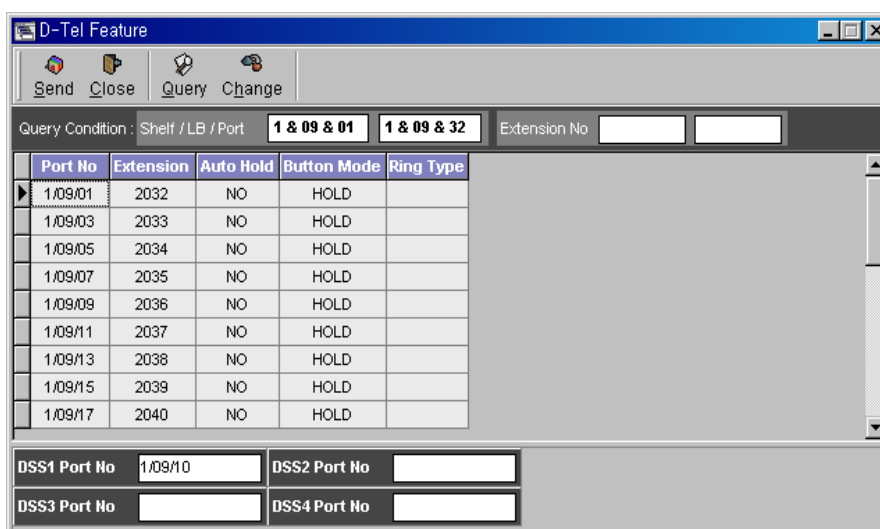 D-Tel Feature
Send Close Query Change
Query Condition : Shelf / LB / Port 1 & 09 & 01 1 & 09 & 32 Extension No
Port No Extension Auto Hold Button Mode Ring Type
1/09/01 2032 NO HOLD
1/09/03 2033 NO HOLD
1/09/05 2034 NO HOLD
1/09/07 2035 NO HOLD
1/09/09 2036 NO HOLD
1/09/11 2037 NO HOLD
1/09/13 2038 NO HOLD
1/09/15 2039 NO HOLD
1/09/17 2040 NO HOLD
DSS1 Port No 1/09/10 DSS2 Port No
DSS3 Port No DSS4 Port No